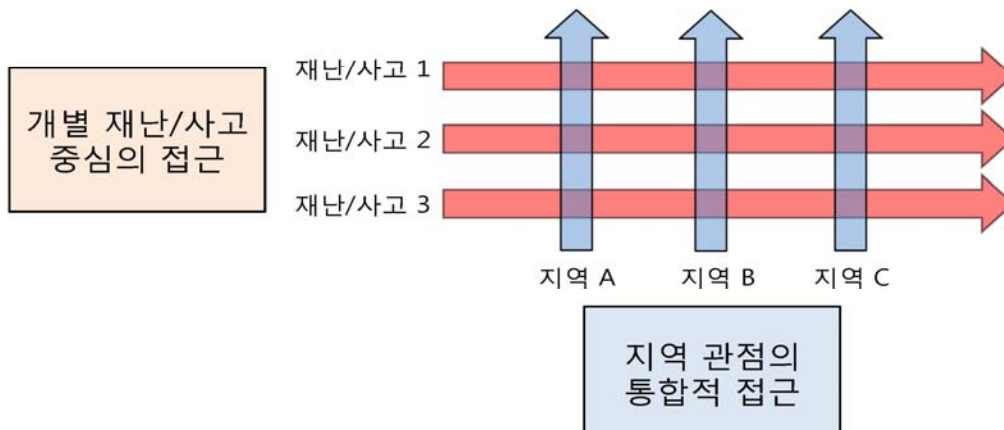 재난/사고 1
개별 재난/사고
중심의 접근
재난/사고 2
재난/사고 3
지역 A
지역 B
지역 C
지역 관점의
통합적 접근